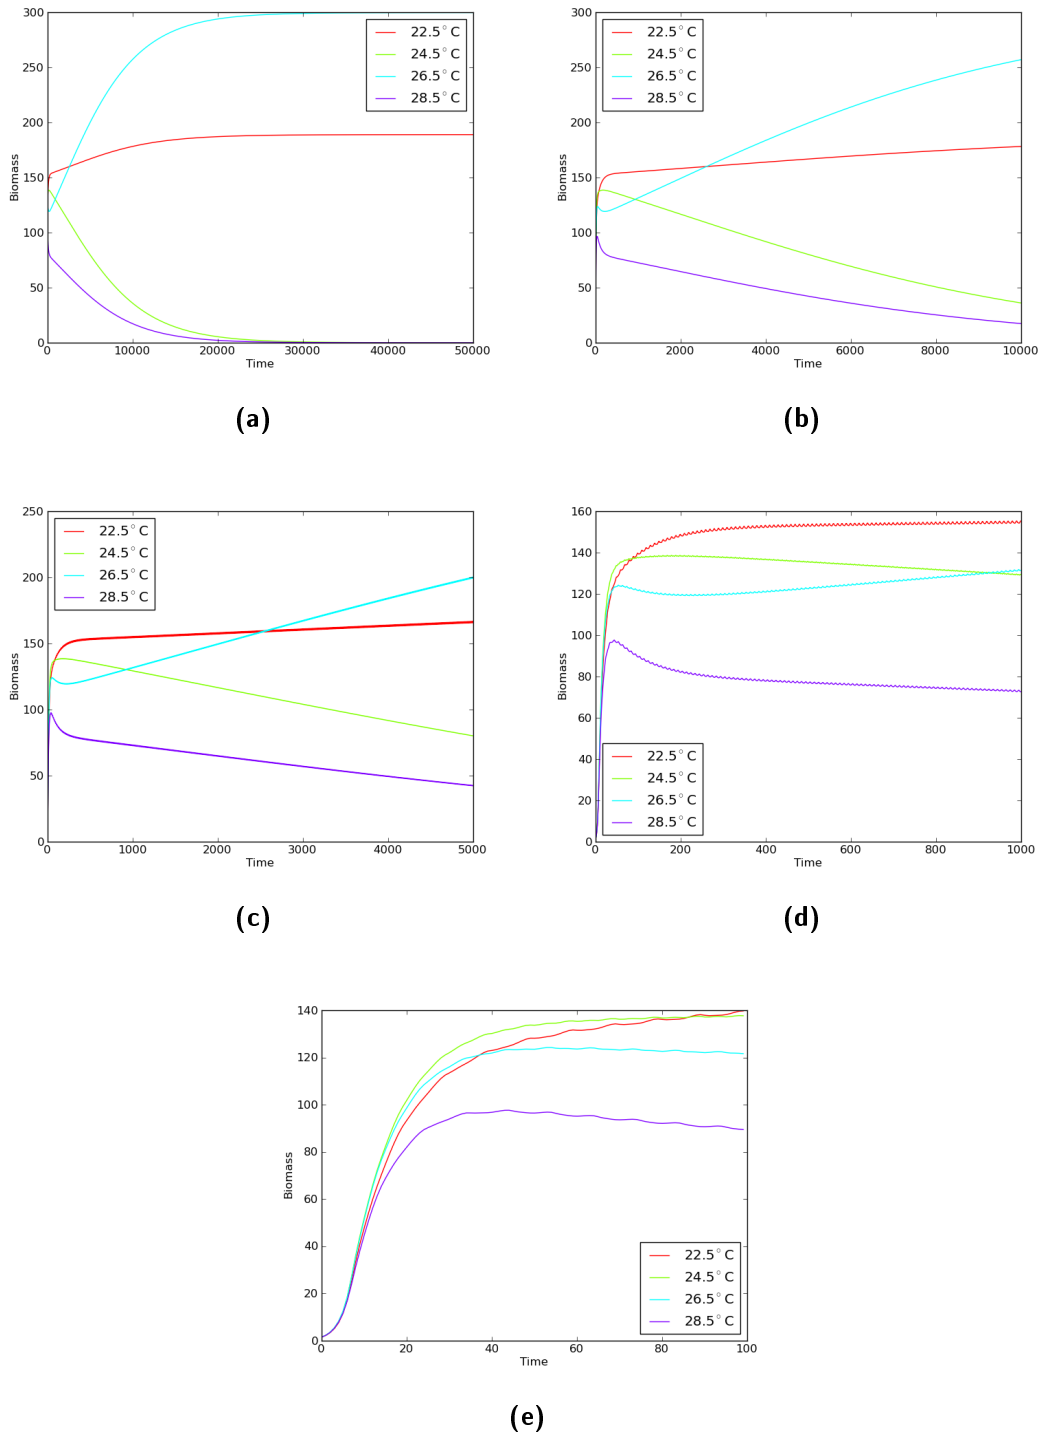 300
250
200
150
100
50
0
Biomass
0 10000 20000 30000 40000 50000
Time
22.5°C
24.5°C
26.5°C
28.5°C
(a)
300
250
200
150
100
50
0
Biomass
0 2000 4000 6000 8000 10000
Time
22.5°C
24.5°C
26.5°C
28.5°C
(b)
250
200
150
100
50
0
Biomass
0 1000 2000 3000 4000 5000
Time
22.5°C
24.5°C
26.5°C
28.5°C
(c)
160
140
120
100
80
60
40
20
0
Biomass
0 200 400 600 800 1000
Time
22.5°C
24.5°C
26.5°C
28.5°C
(d)
140
120
100
80
60
40
20
0
Biomass
0 20 40 60 80 100
Time
22.5°C
24.5°C
26.5°C
28.5°C
(e)